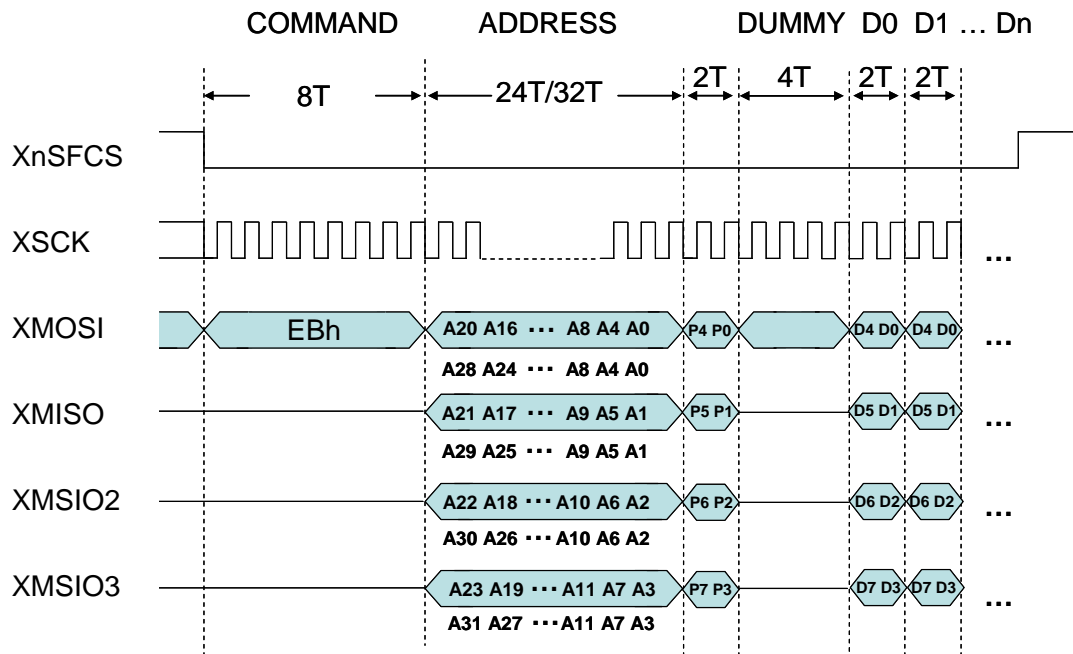 COMMAND ADDRESS DUMMY D0 D1 ... Dn
8T 24T/32T 2T 4T 2T 2T
XnSFCS
XSCK ...
XMOSI EBh A20 A16 ··· A8 A4 A0 P4 P0 D4 D0 D4 D0 ...
A28 A24 ··· A8 A4 A0
XMISO A21 A17 ··· A9 A5 A1 P5 P1 D5 D1 D5 D1 ...
A29 A25 ··· A9 A5 A1
XMSIO2 A22 A18 ··· A10 A6 A2 P6 P2 D6 D2 D6 D2 ...
A30 A26 ··· A10 A6 A2
XMSIO3 A23 A19 ··· A11 A7 A3 P7 P3 D7 D3 D7 D3 ...
A31 A27 ··· A11 A7 A3